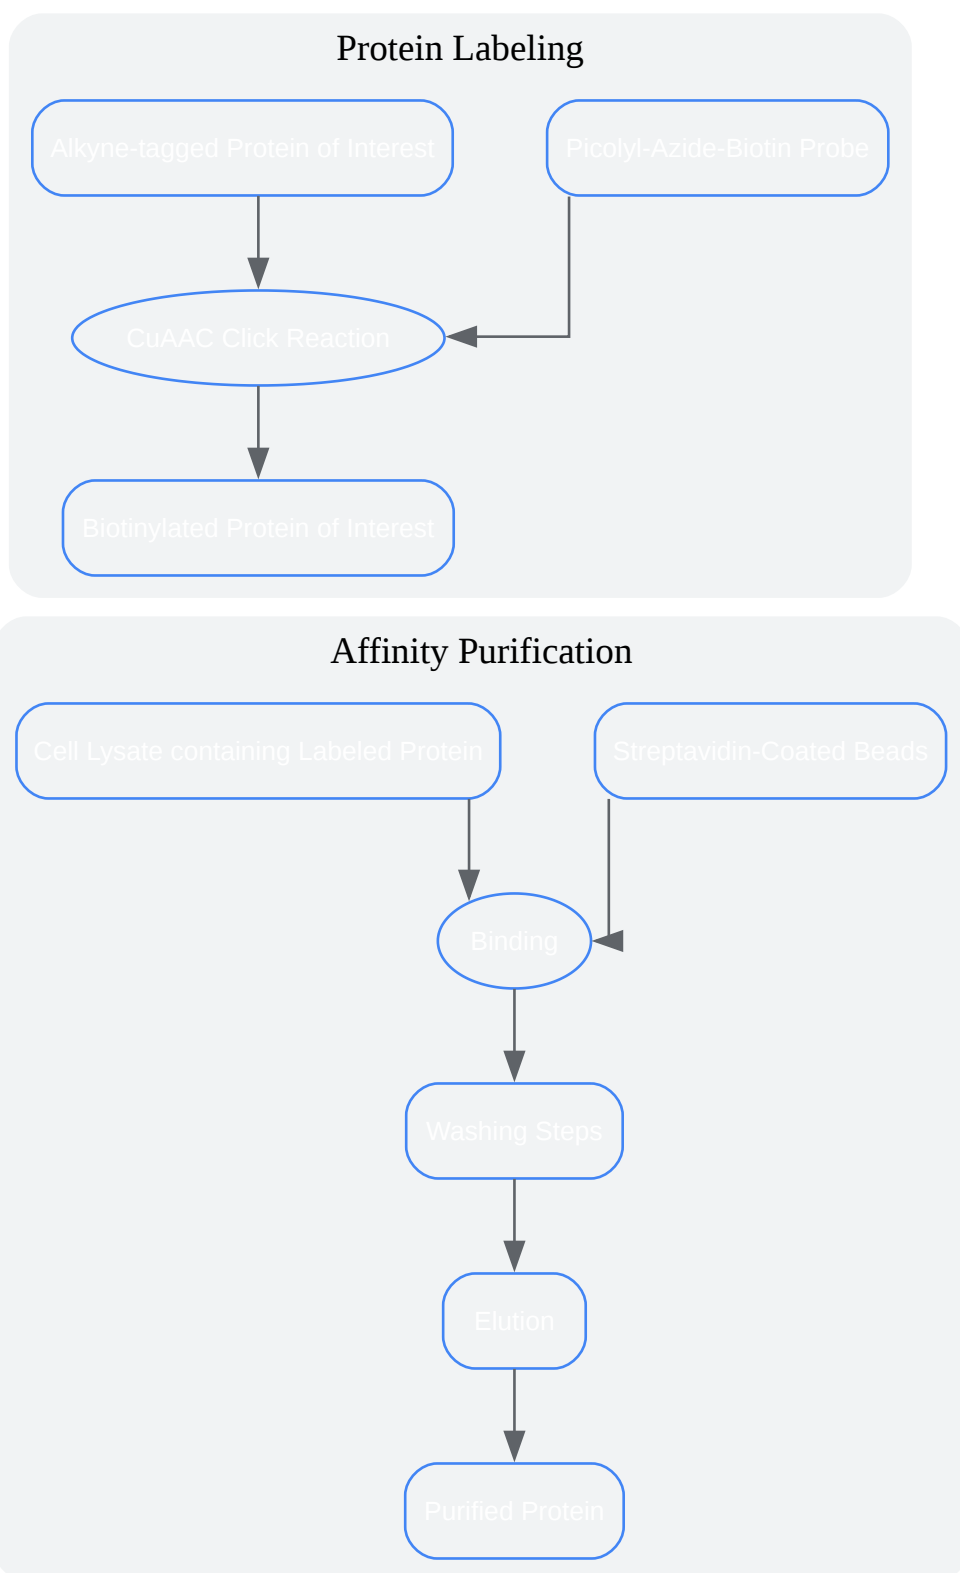 Protein Labeling
Alkyne-tagged Protein of Interest
Picolyl-Azide-Biotin Probe
CuAAC Click Reaction
Biotinylated Protein of Interest
Affinity Purification
Cell Lysate containing Labeled Protein
Streptavidin-Coated Beads
Binding
Washing Steps
Elution
Purified Protein